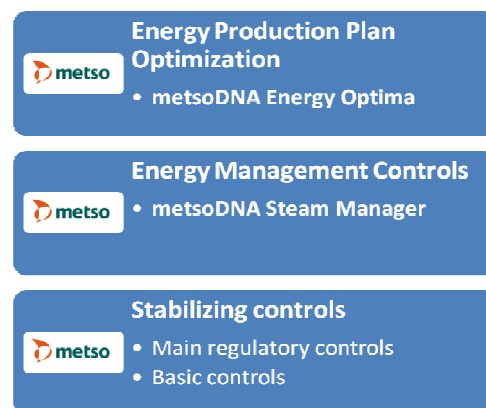 Energy Production Plan
Optimization
metso
• metsoDNA Energy Optima
Energy Management Controls
metso
• metsoDNA Steam Manager
Stabilizing controls
metso
• Main regulatory controls
• Basic controls